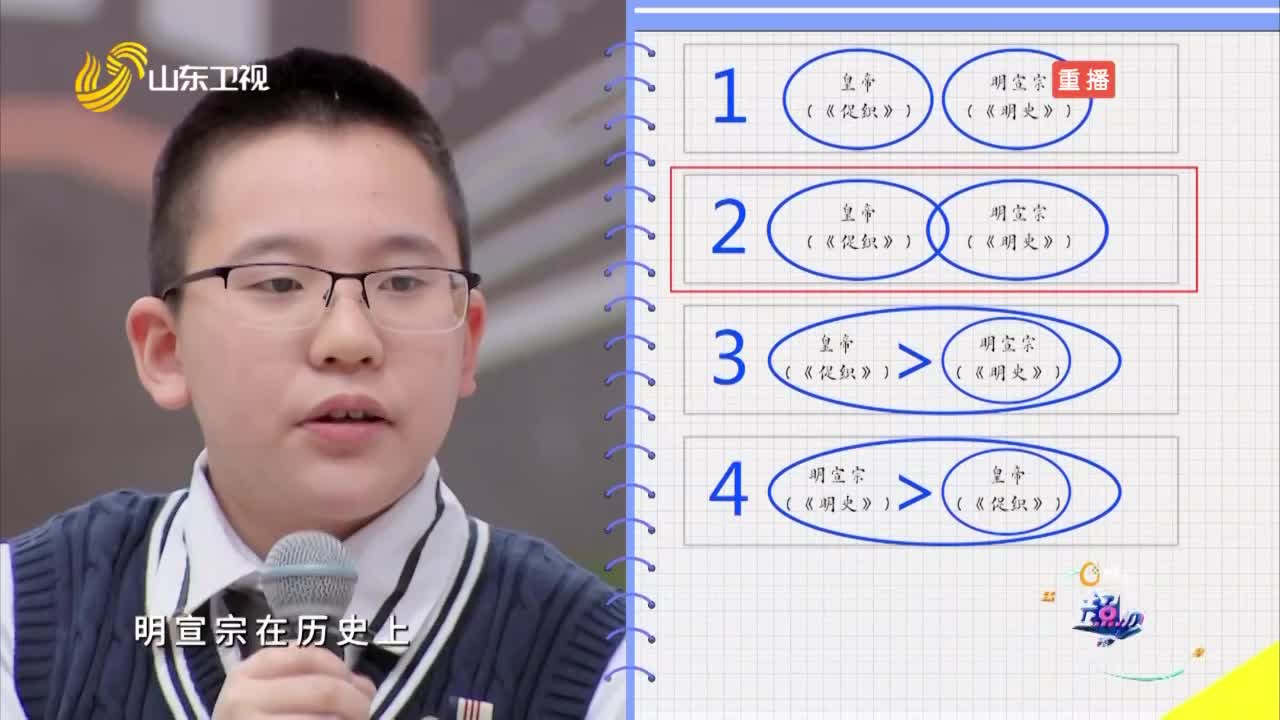 山东卫视
重播
1
皇帝
(《促织》)
明宣宗
(《明史》)
2
皇帝
(《促织》)
明宣宗
(《明史》)
3
皇帝
(《促织》)
>
明宣宗
(《明史》)
4
明宣宗
(《明史》)
>
皇帝
(《促织》)
明宣宗在历史上